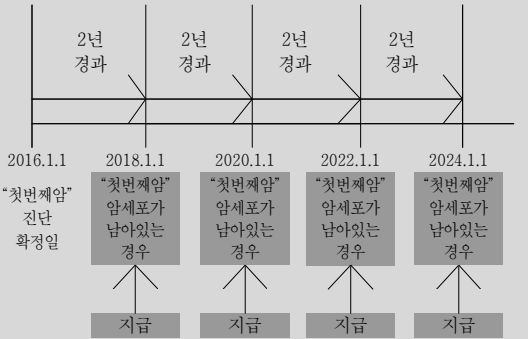 2년
경과
2년
경과
2년
경과
2년
경과
2016.1.1
2018.1.1
2020.1.1
2022.1.1
2024.1.1
“첫번째암”
진단
확정일
“첫번째암”
암세포가
남아있는
경우
“첫번째암”
암세포가
남아있는
경우
“첫번째암”
암세포가
남아있는
경우
“첫번째암”
암세포가
남아있는
경우
지급
지급
지급
지급